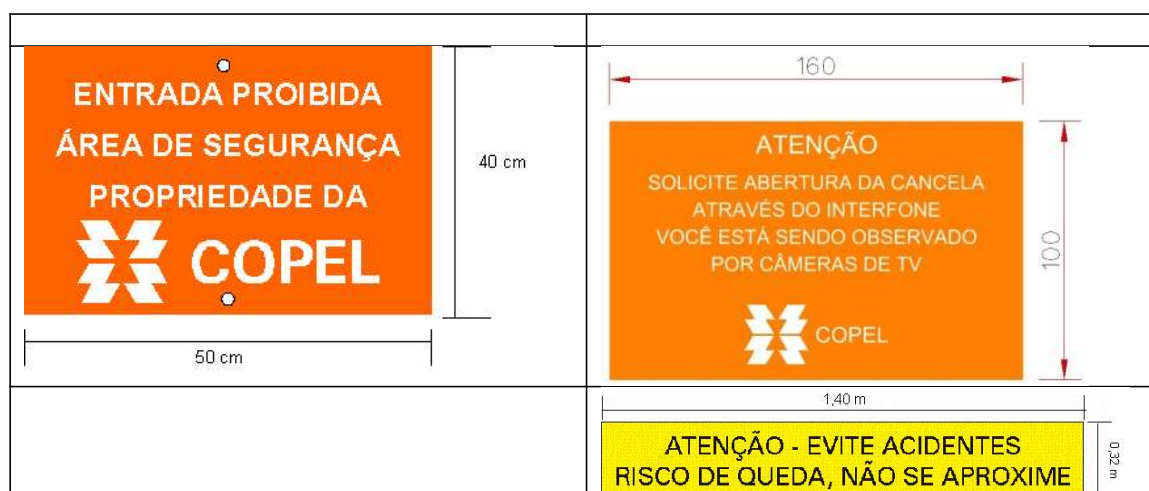 ENTRADA PROIBIDA
ÁREA DE SEGURANÇA
PROPRIEDADE DA
COPEL
40 cm
50 cm
160
ATENÇÃO
SOLICITE ABERTURA DA CANCELA
ATRAVÉS DO INTERFONE
VOCÊ ESTÁ SENDO OBSERVADO
POR CÂMERAS DE TV
COPEL
100
1,40 m
ATENÇÃO - EVITE ACIDENTES
RISCO DE QUEDA, NÃO SE APROXIME
0,32 m